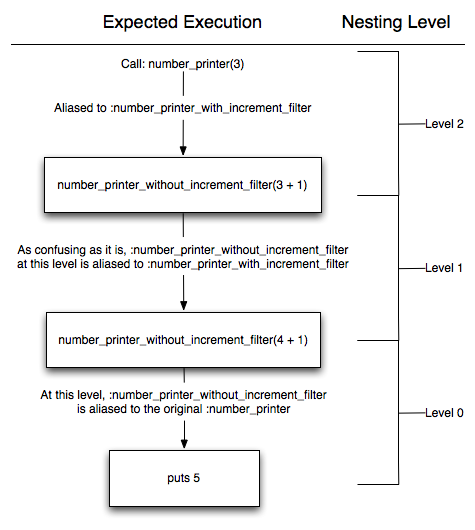 Expected Execution
Nesting Level
Call: number_printer(3)
Aliased to :number_printer_with_increment_filter
Level 2
number_printer_without_increment_filter(3 + 1)
As confusing as it is, :number_printer_without_increment_filter
at this level is aliased to :number_printer_with_increment_filter
Level 1
number_printer_without_increment_filter(4 + 1)
At this level, :number_printer_without_increment_filter
is aliased to the original :number_printer
Level 0
puts 5